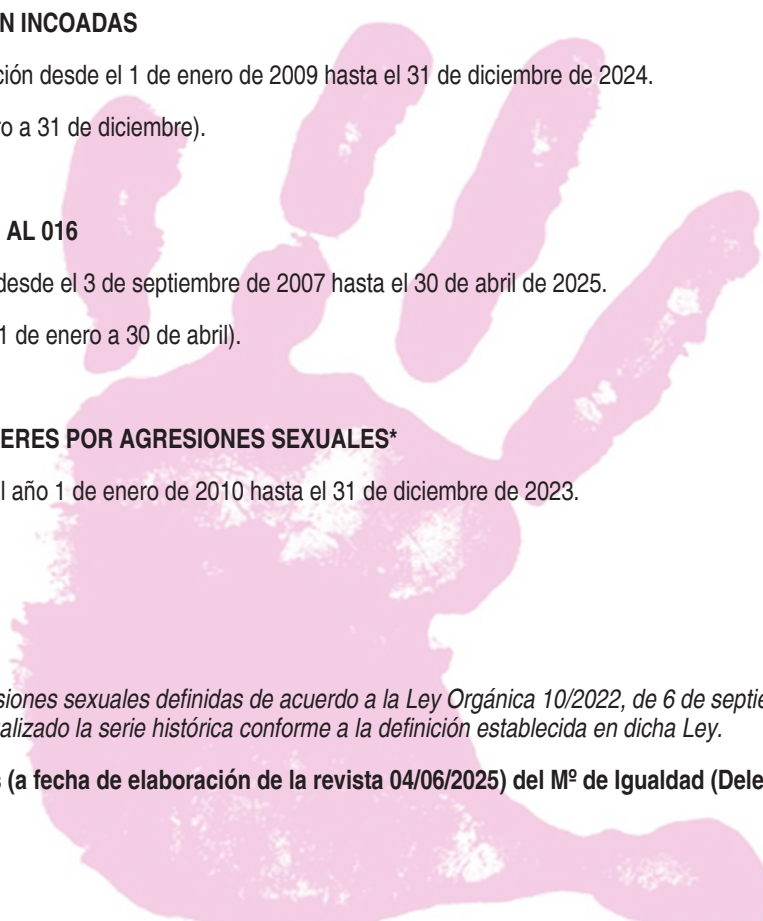 N INCOADAS
ción desde el 1 de enero de 2009 hasta el 31 de diciembre de 2024.
o a 31 de diciembre).
AL 016
desde el 3 de septiembre de 2007 hasta el 30 de abril de 2025.
1 de enero a 30 de abril).
ERES POR AGRESIONES SEXUALES*
l año 1 de enero de 2010 hasta el 31 de diciembre de 2023.
siones sexuales definidas de acuerdo a la Ley Orgánica 10/2022, de 6 de septie
alizado la serie histórica conforme a la definición establecida en dicha Ley.
s (a fecha de elaboración de la revista 04/06/2025) del Mº de Igualdad (Dele